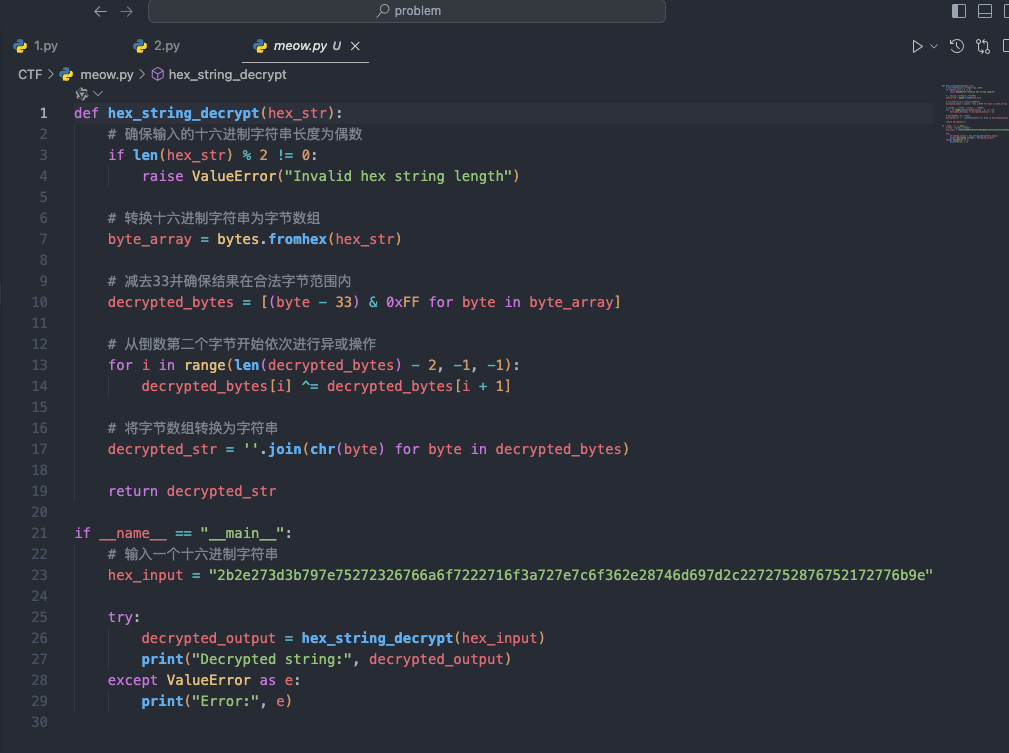 problem
1.py 2.py meow.py U
CTF > meow.py > hex_string_decrypt
1 def hex_string_decrypt(hex_str):
2 # 确保输入的十六进制字符串长度为偶数
3 if len(hex_str) % 2 != 0:
4 raise ValueError("Invalid hex string length")
5
6 # 转换十六进制字符串为字节数组
7 byte_array = bytes.fromhex(hex_str)
8
9 # 减去33并确保结果在合法字节范围内
10 decrypted_bytes = [(byte - 33) & 0xFF for byte in byte_array]
11
12 # 从倒数第二个字节开始依次进行异或操作
13 for i in range(len(decrypted_bytes) - 2, -1, -1):
14 decrypted_bytes[i] ^= decrypted_bytes[i + 1]
15
16 # 将字节数组转换为字符串
17 decrypted_str = ''.join(chr(byte) for byte in decrypted_bytes)
18
19 return decrypted_str
20
21 if __name__ == "__main__":
22 # 输入一个十六进制字符串
23 hex_input = "2b2e273d3b797e75272326766a6f7222716f3a727e7c6f362e28746d697d2c2272752876752172776b9e"
24
25 try:
26 decrypted_output = hex_string_decrypt(hex_input)
27 print("Decrypted string:", decrypted_output)
28 except ValueError as e:
29 print("Error:", e)
30